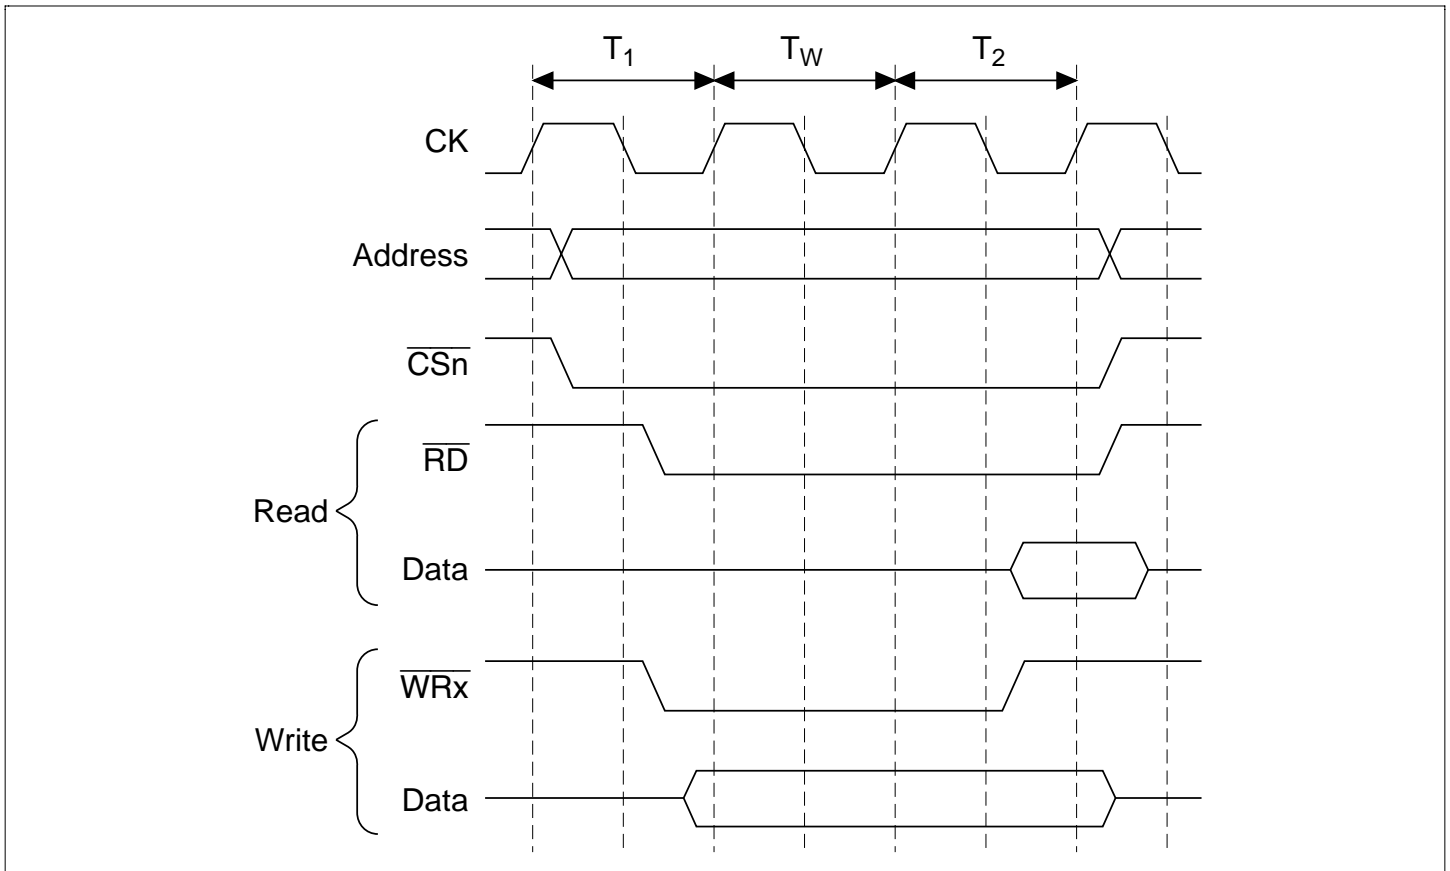 T1 TW T2
CK
Address
CSn
RD
Read
Data
WRx
Write
Data